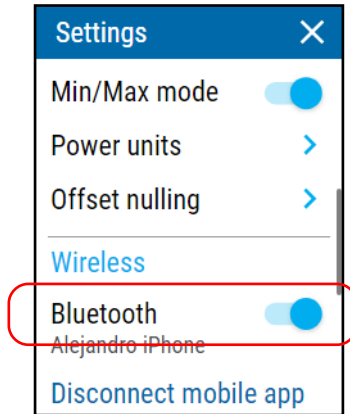 Settings
Min/Max mode
Power units
Offset nulling
Wireless
Bluetooth
Alejandro iPhone
Disconnect mobile app